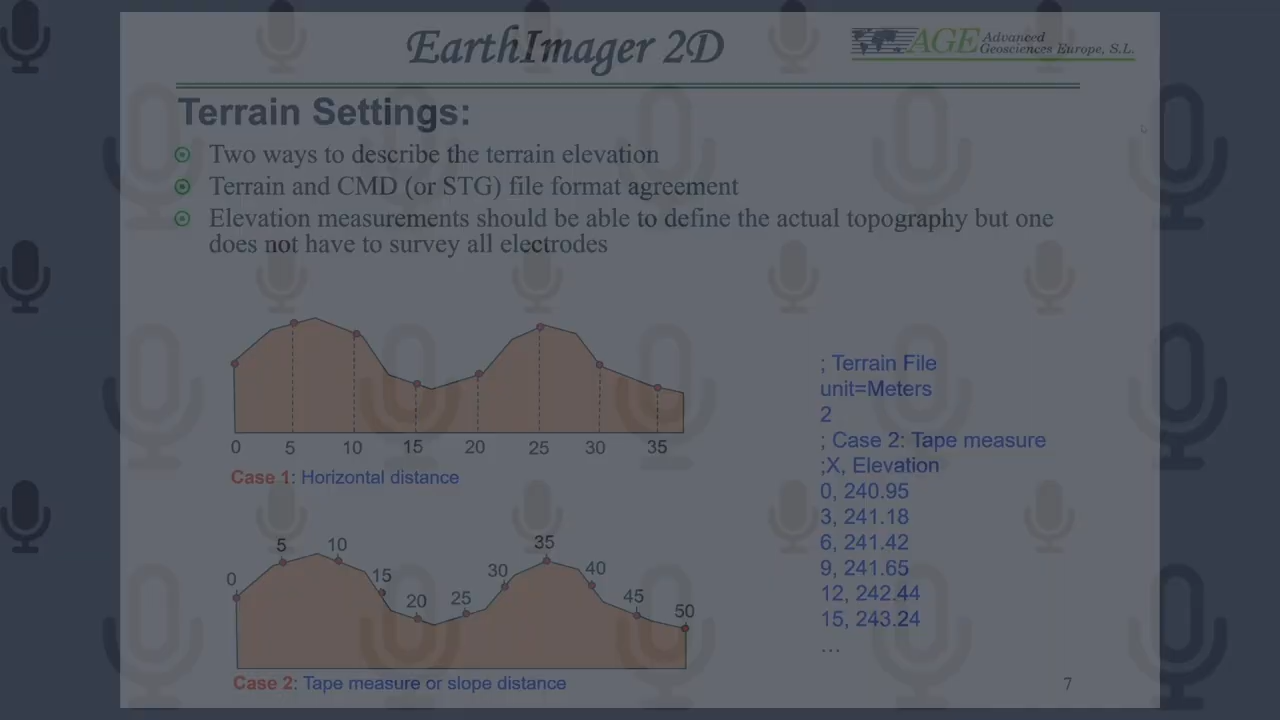 EarthImager 2D
AGE Advanced
Geosciences Europe, S.L.
Terrain Settings:
Two ways to describe the terrain elevation
Terrain and CMD (or STG) file format agreement
Elevation measurements should be able to define the actual topography but one
does not have to survey all electrodes
0 5 10 15 20 25 30 35
Case 1: Horizontal distance
0 5 10 15 20 25 30 35 40 45 50
Case 2: Tape measure or slope distance
; Terrain File
unit=Meters
2
; Case 2: Tape measure
;X, Elevation
0, 240.95
3, 241.18
6, 241.42
9, 241.65
12, 242.44
15, 243.24
…
7